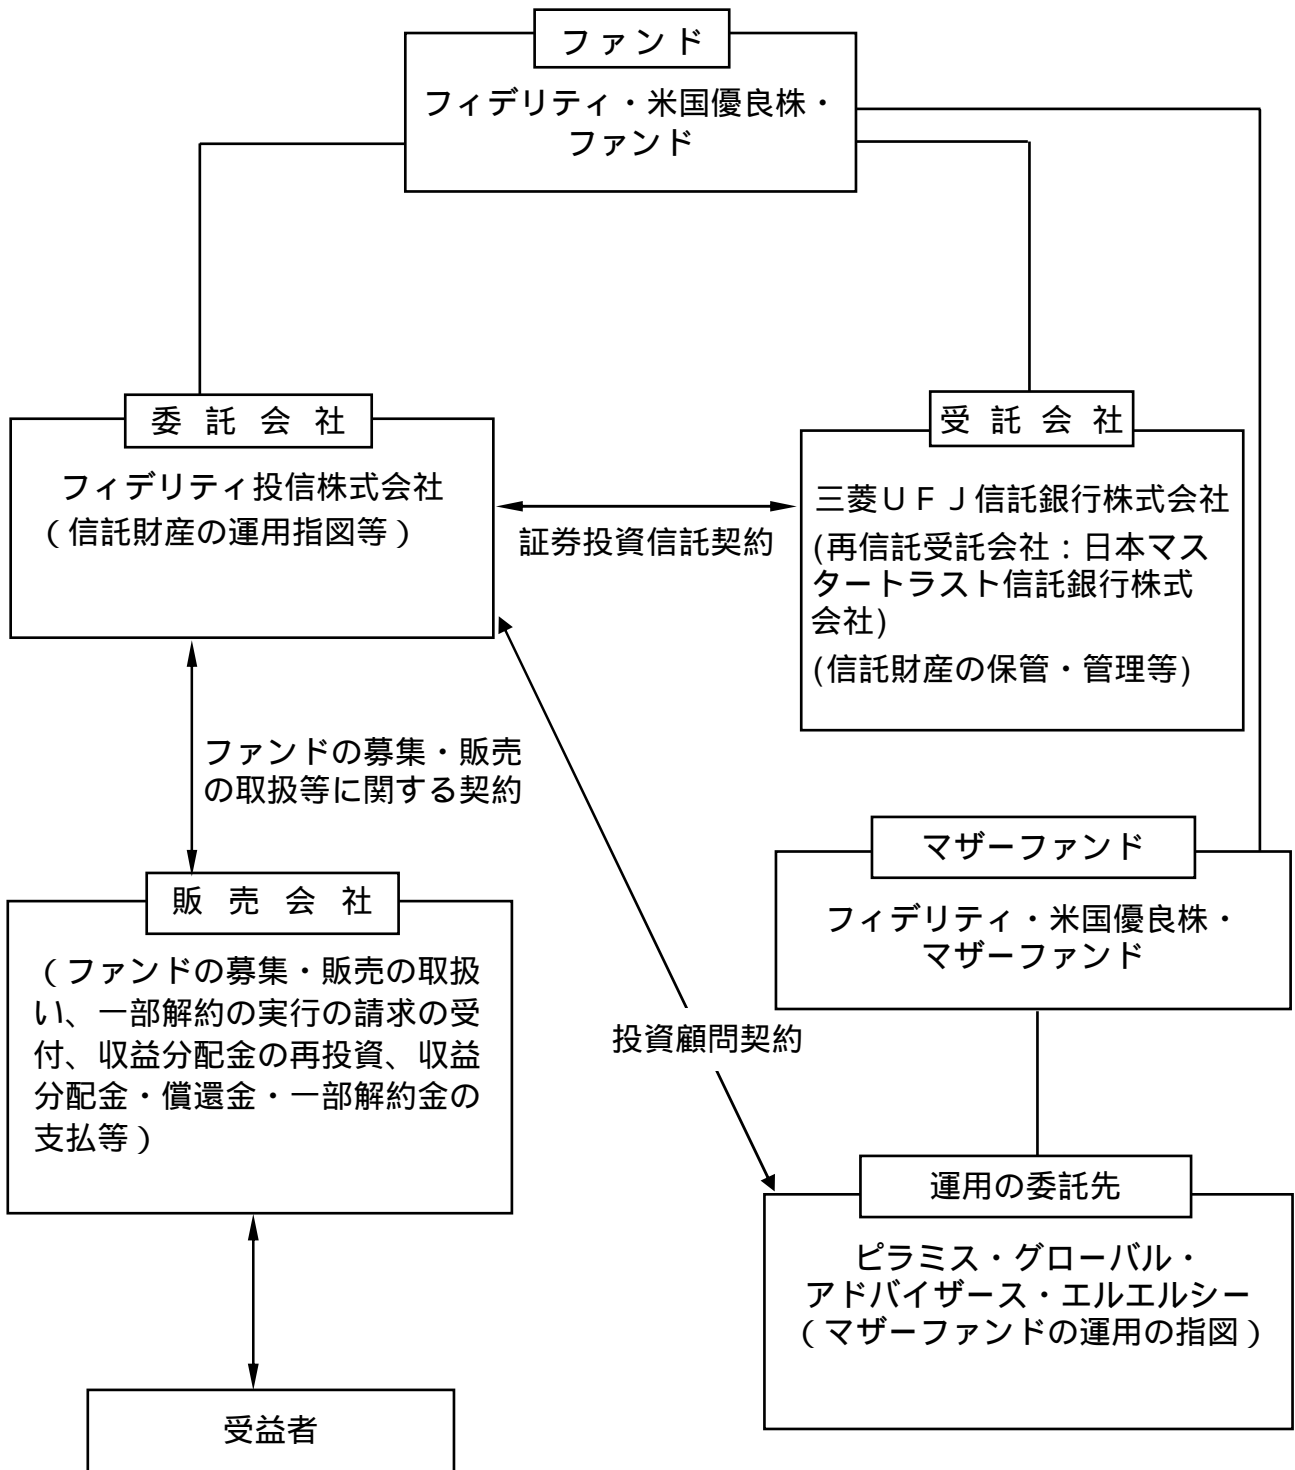 ファンド
フィデリティ・米国優良株・
ファンド
委託会社
フィデリティ投信株式会社
(信託財産の運用指図等)
証券投資信託契約
受託会社
三菱UFJ信託銀行株式会社
(再信託受託会社:日本マス
タートラスト信託銀行株式
会社)
(信託財産の保管・管理等)
ファンドの募集・販売
の取扱等に関する契約
マザーファンド
フィデリティ・米国優良株・
マザーファンド
販売会社
(ファンドの募集・販売の取扱
い、一部解約の実行の請求の受
付、収益分配金の再投資、収益
分配金・償還金・一部解約金の
支払等)
投資顧問契約
運用の委託先
ピラミス・グローバル・
アドバイザース・エルエルシー
(マザーファンドの運用の指図)
受益者